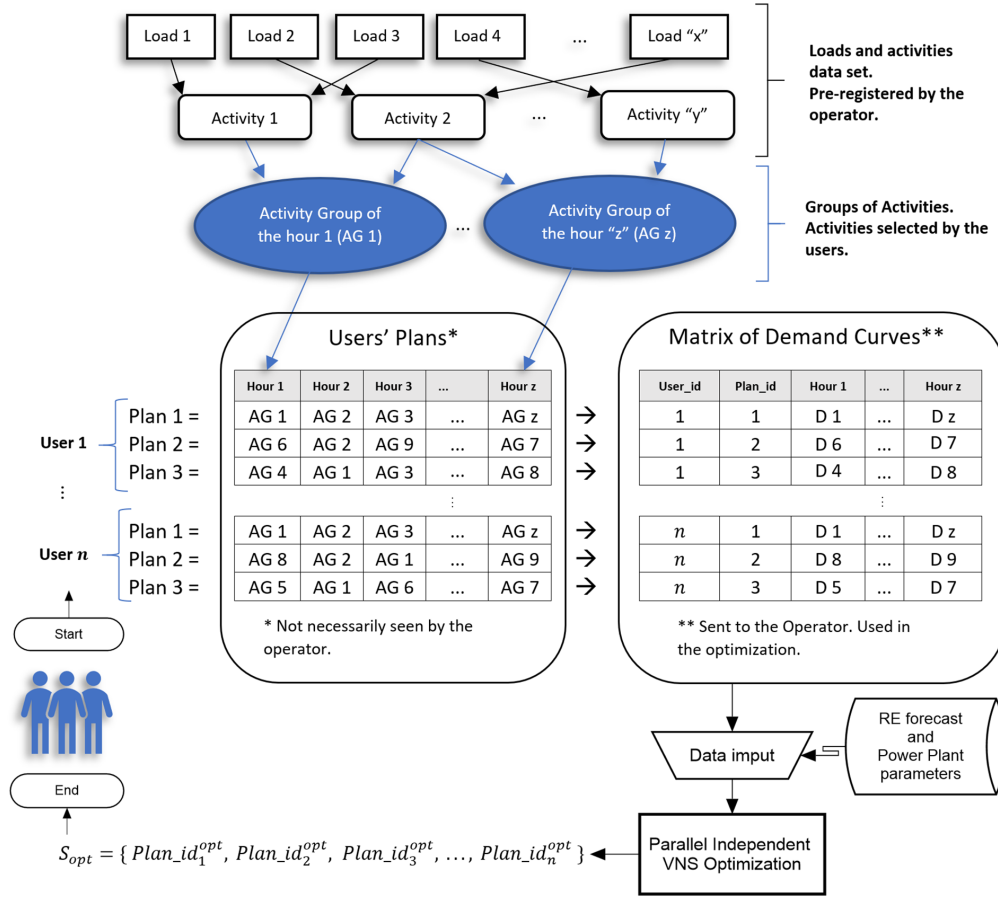 Load 1 Load 2 Load 3 Load 4 ... Load “x”
Loads and activities
data set.
Pre-registered by the
operator.
Activity 1 Activity 2 ... Activity “y”
Activity Group of
the hour 1 (AG 1)
...
Activity Group of
the hour “z” (AG z)
Groups of Activities.
Activities selected by the
users.
Users’ Plans*
Hour 1 Hour 2 Hour 3 ... Hour z
User 1
Plan 1 = AG 1 AG 2 AG 3 ... AG z →
Plan 2 = AG 6 AG 2 AG 9 ... AG 7 →
Plan 3 = AG 4 AG 1 AG 3 ... AG 8 →
⋮ ⋮
User n
Plan 1 = AG 1 AG 2 AG 3 ... AG z →
Plan 2 = AG 8 AG 2 AG 1 ... AG 9 →
Plan 3 = AG 5 AG 1 AG 6 ... AG 7 →
* Not necessarily seen by the
operator.
Matrix of Demand Curves**
User_id Plan_id Hour 1 ... Hour z
1 1 D 1 ... D z
1 2 D 6 ... D 7
1 3 D 4 ... D 8
⋮
n 1 D 1 ... D z
n 2 D 8 ... D 9
n 3 D 5 ... D 7
** Sent to the Operator. Used in
the optimization.
Start
End
RE forecast
and
Power Plant
parameters
Data imput
Parallel Independent
VNS Optimization
S_opt = { Plan_id_1^opt, Plan_id_2^opt, Plan_id_3^opt, ..., Plan_id_n^opt }